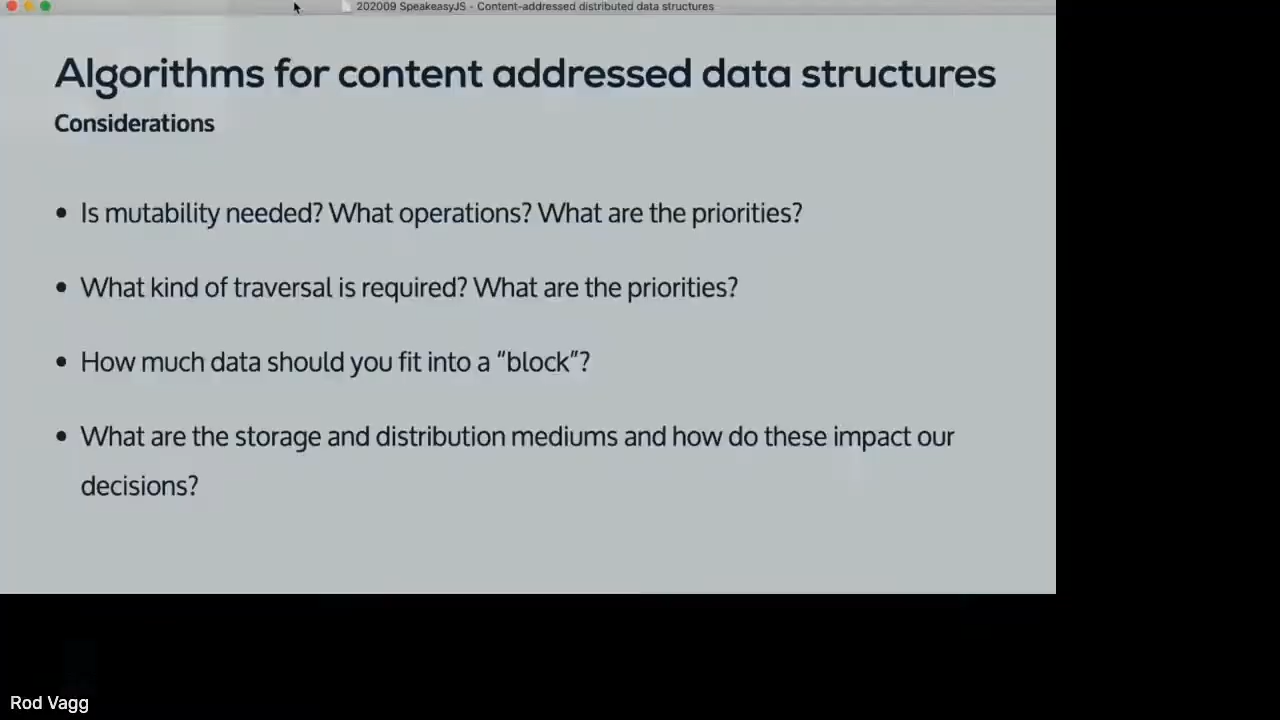 202009 SpeakeasyJS - Content-addressed distributed data structures
Algorithms for content addressed data structures
Considerations
• Is mutability needed? What operations? What are the priorities?
• What kind of traversal is required? What are the priorities?
• How much data should you fit into a “block”?
• What are the storage and distribution mediums and how do these impact our
decisions?
Rod Vagg